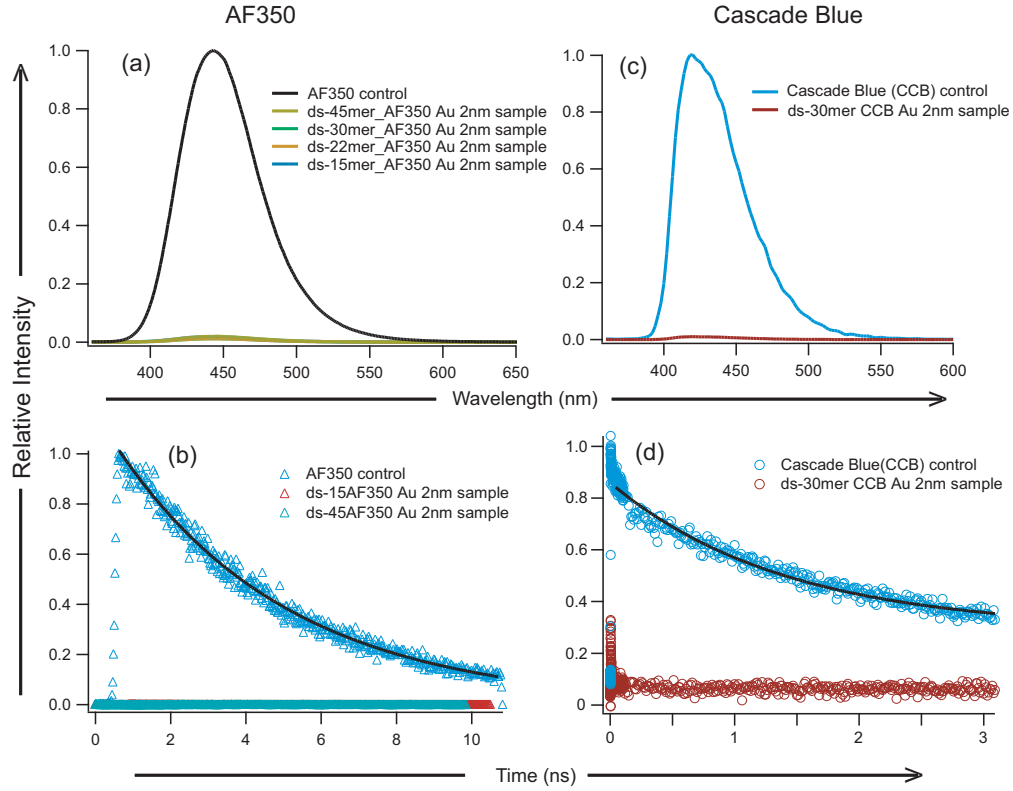 AF350
Cascade Blue
Relative Intensity
(a)
1.0
0.8
0.6
0.4
0.2
0.0
AF350 control
ds-45mer_AF350 Au 2nm sample
ds-30mer_AF350 Au 2nm sample
ds-22mer_AF350 Au 2nm sample
ds-15mer_AF350 Au 2nm sample
400 450 500 550 600 650
(c)
1.0
0.8
0.6
0.4
0.2
0.0
Cascade Blue (CCB) control
ds-30mer CCB Au 2nm sample
400 450 500 550 600
Wavelength (nm)
(b)
1.0
0.8
0.6
0.4
0.2
0.0
AF350 control
ds-15AF350 Au 2nm sample
ds-45AF350 Au 2nm sample
0 2 4 6 8 10
(d)
1.0
0.8
0.6
0.4
0.2
0.0
Cascade Blue(CCB) control
ds-30mer CCB Au 2nm sample
0 1 2 3
Time (ns)